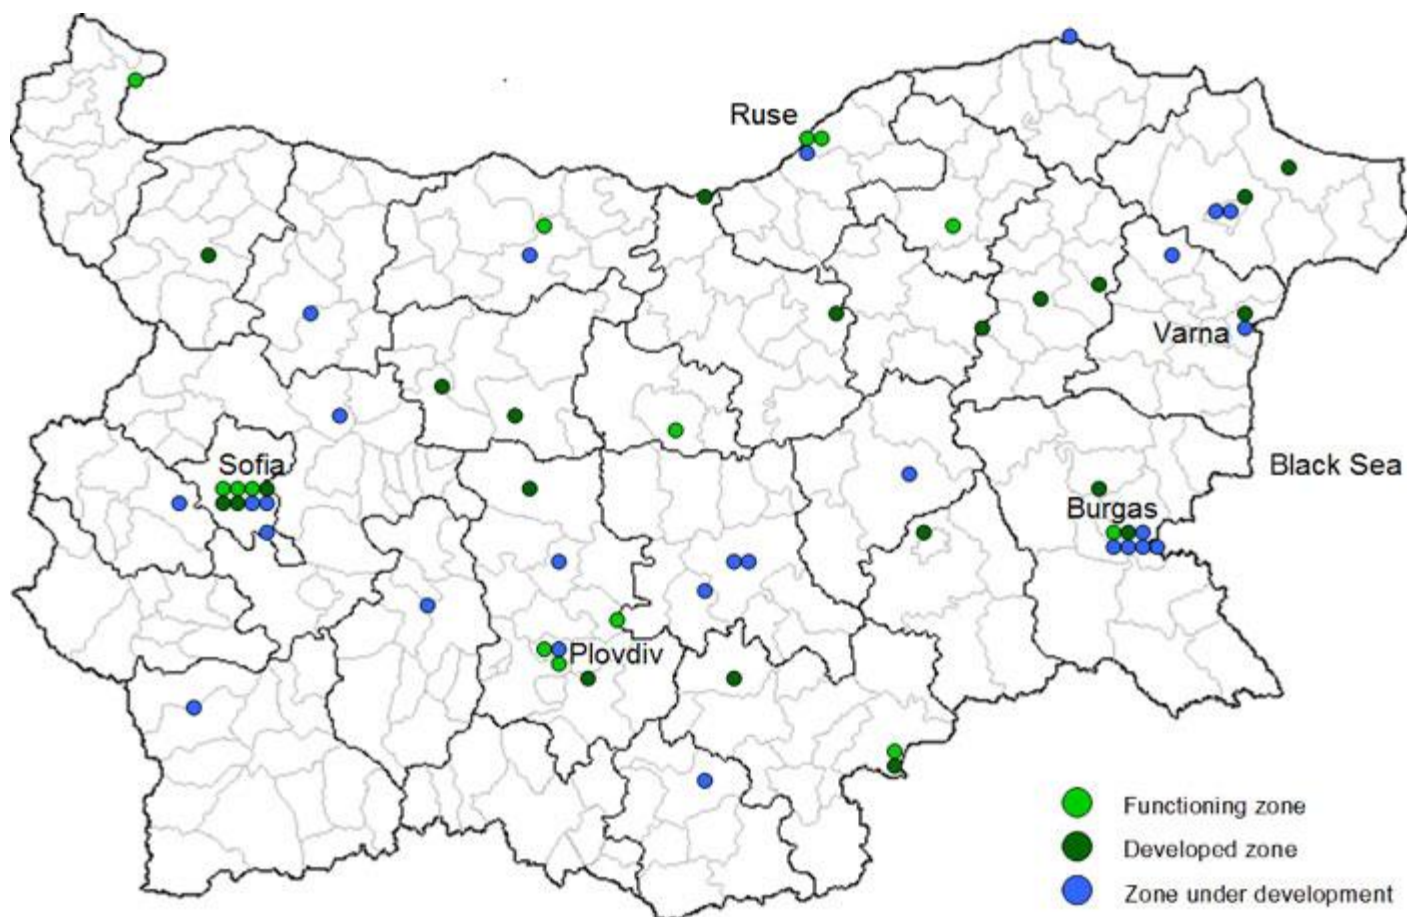 Ruse
Varna
Sofia
Black Sea
Burgas
Plovdiv
Functioning zone
Developed zone
Zone under development